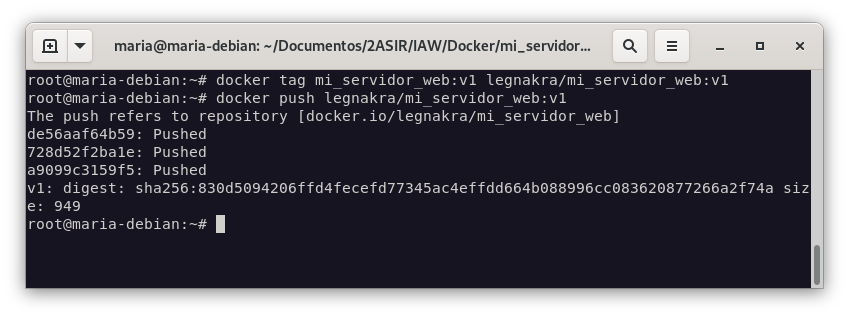 maria@maria-debian: ~/Documentos/2ASIR/IAW/Docker/mi_servidor...
root@maria-debian:~# docker tag mi_servidor_web:v1 legnakra/mi_servidor_web:v1
root@maria-debian:~# docker push legnakra/mi_servidor_web:v1
The push refers to repository [docker.io/legnakra/mi_servidor_web]
de56aaf64b59: Pushed
728d52f2ba1e: Pushed
a9099c3159f5: Pushed
v1: digest: sha256:830d5094206ffd4fecefd77345ac4effdd664b088996cc083620877266a2f74a siz
e: 949
root@maria-debian:~#